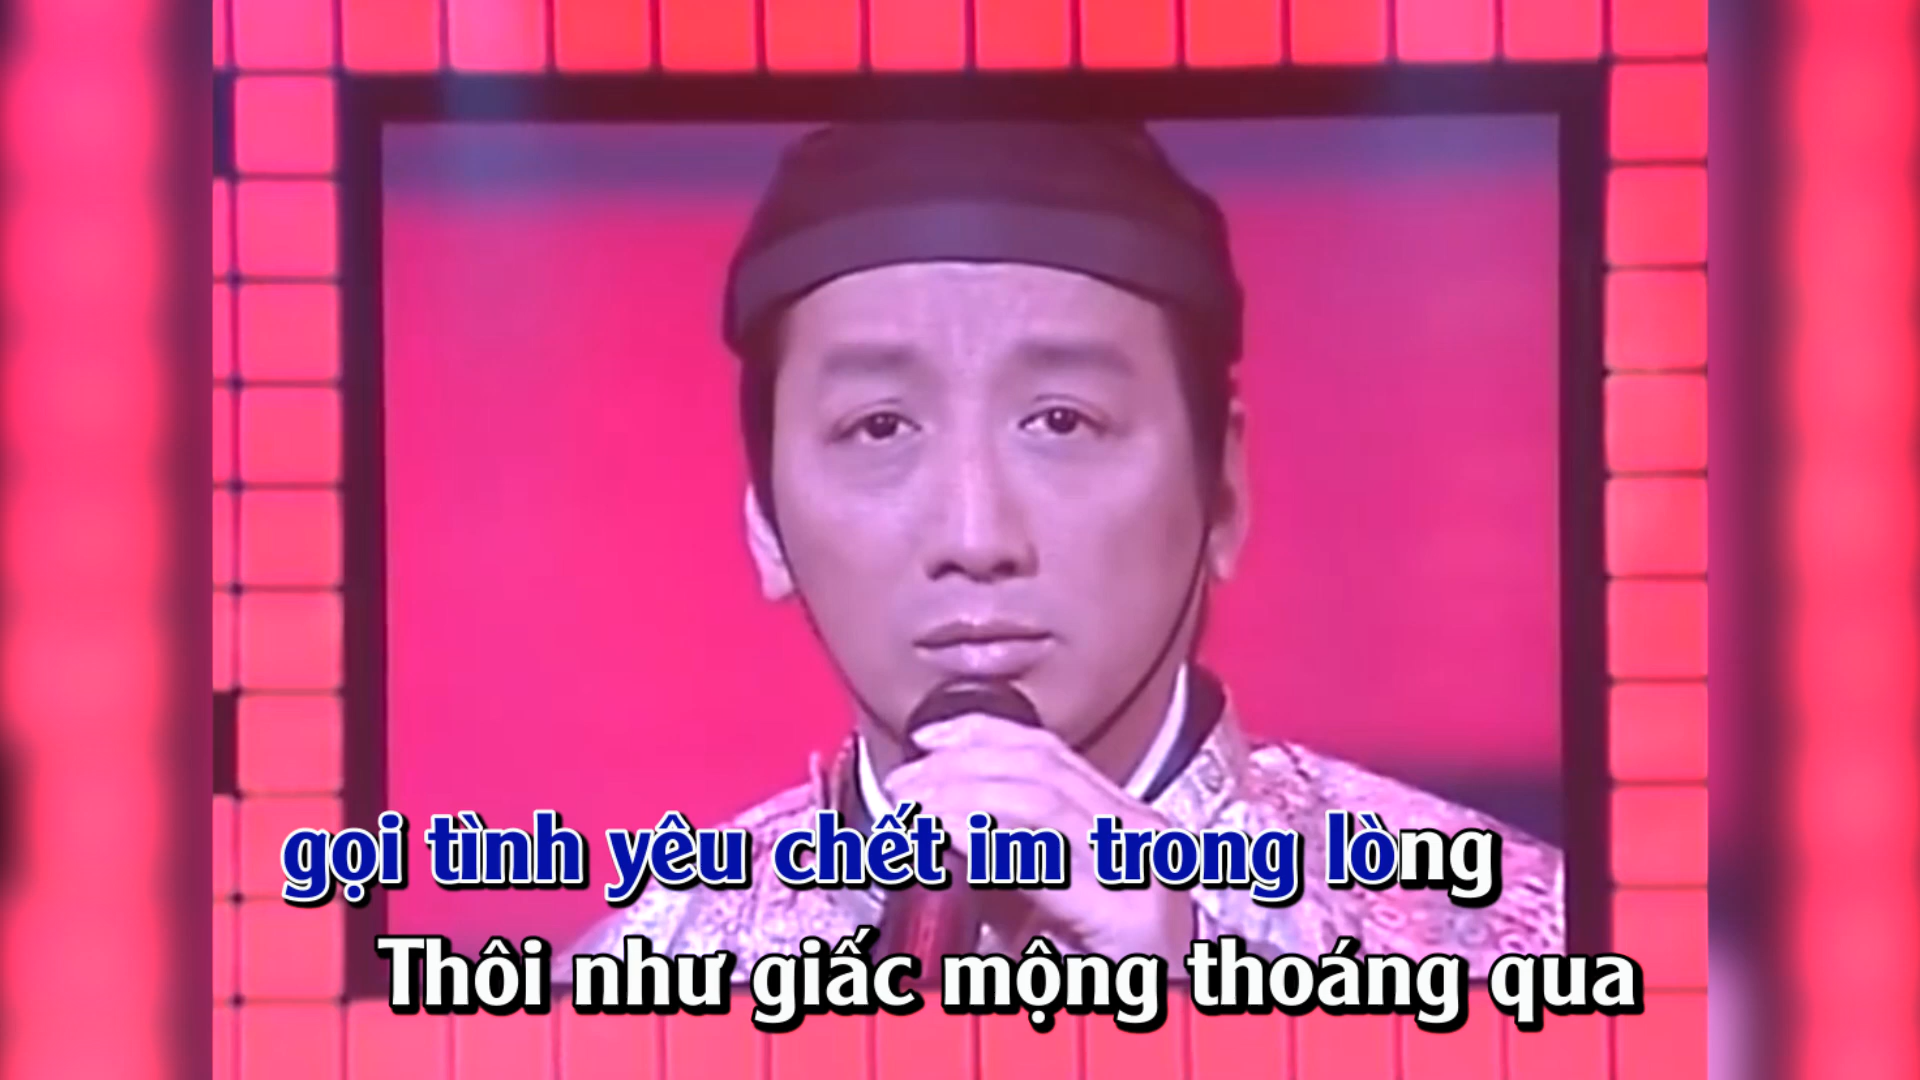 gọi tình yêu chết im trong lòng
Thôi như giấc mộng thoáng qua